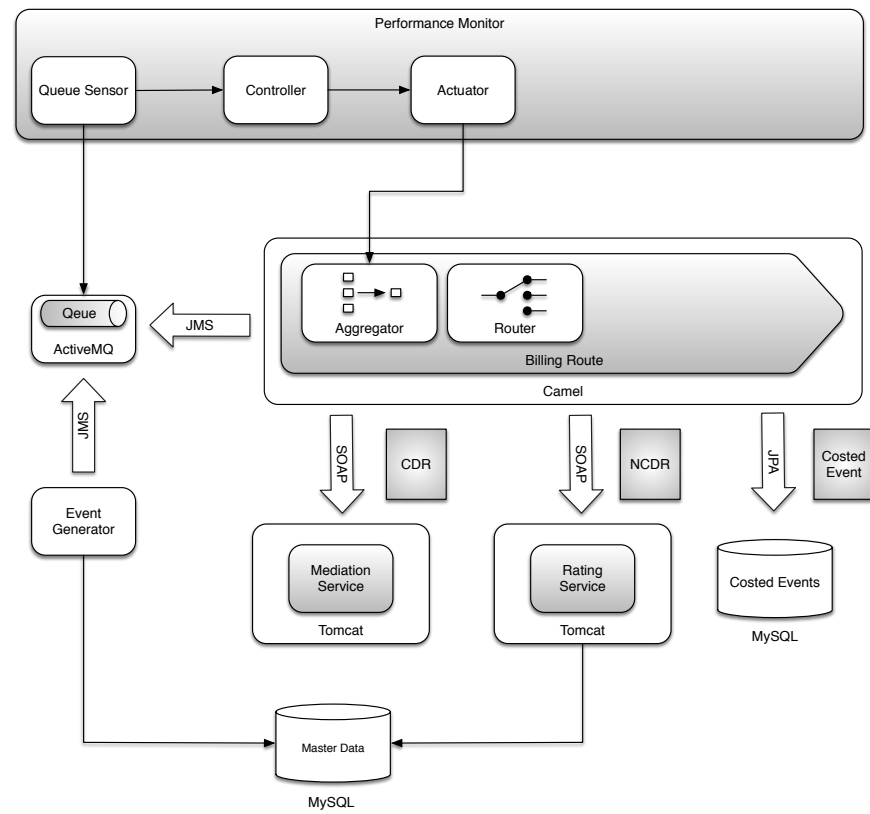 Performance Monitor
Queue Sensor
Controller
Actuator
Qeue
ActiveMQ
JMS
Aggregator
Router
Billing Route
Camel
JMS
SOAP
CDR
SOAP
NCDR
JPA
Costed
Event
Event
Generator
Mediation
Service
Tomcat
Rating
Service
Tomcat
Costed Events
MySQL
Master Data
MySQL